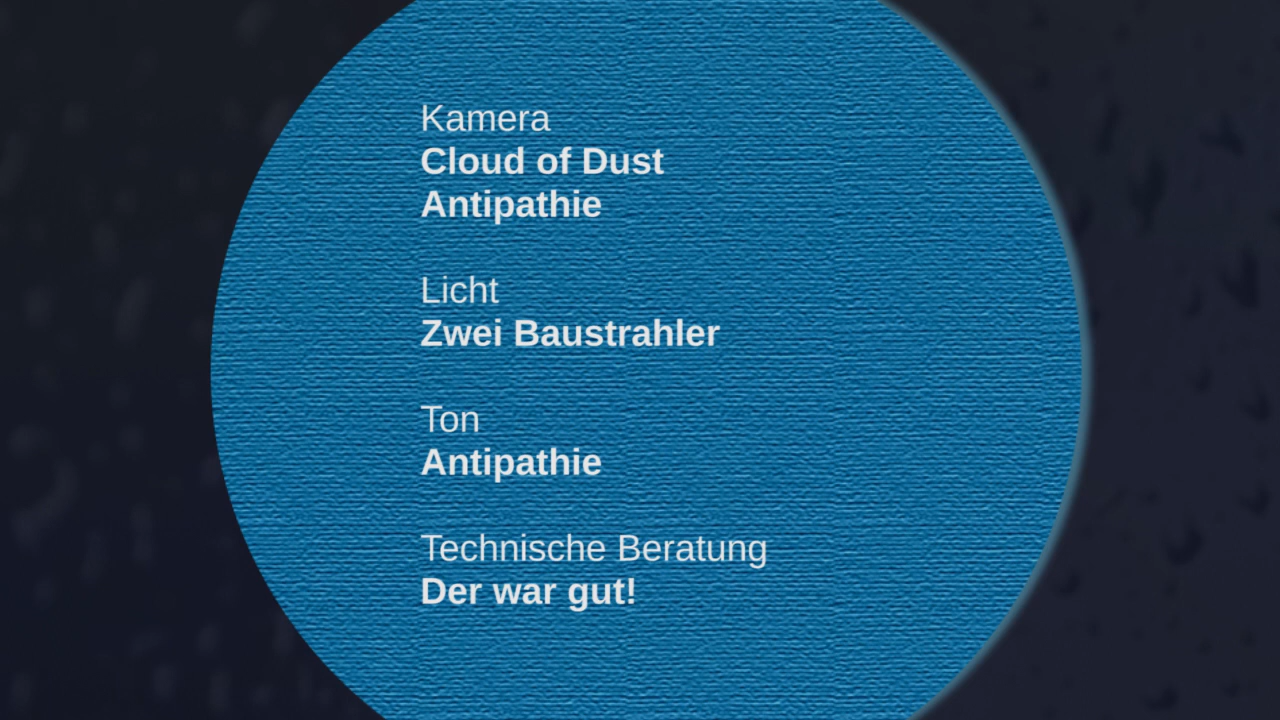 Kamera
Cloud of Dust
Antipathie
Licht
Zwei Baustrahler
Ton
Antipathie
Technische Beratung
Der war gut!